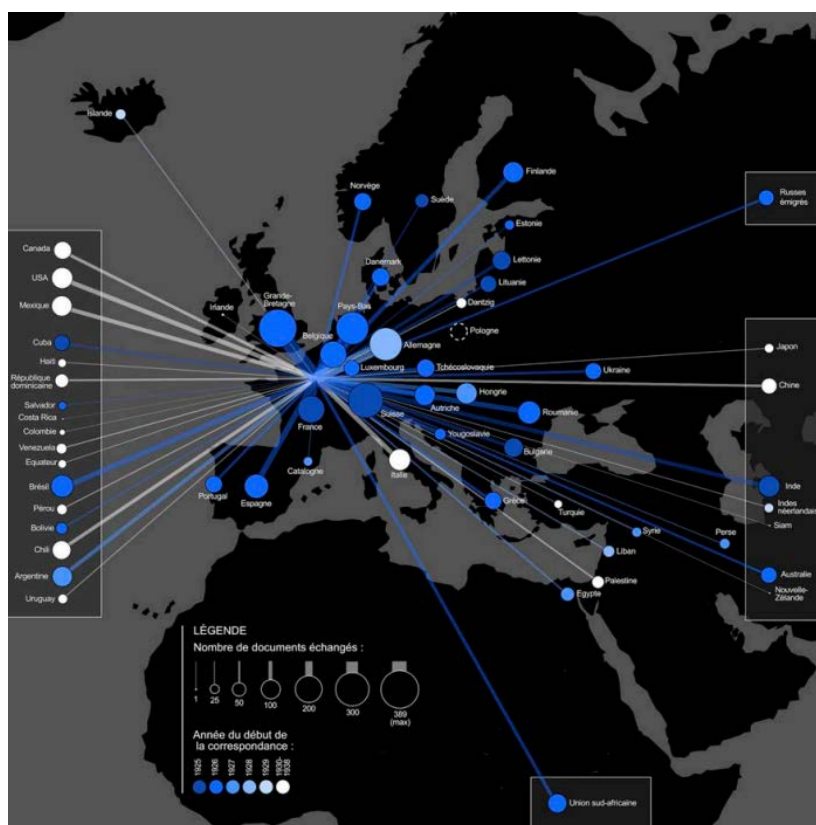 Islande
Norvège
Suède
Finlande
Estonie
Lettonie
Lituanie
Danemark
Dantzig
Russes
émigrés
Canada
USA
Mexique
Cuba
Haïti
République
dominicaine
Salvador
Costa Rica
Colombie
Venezuela
Équateur
Brésil
Pérou
Bolivie
Chili
Argentine
Uruguay
Irlande
Grande-
Bretagne
Pays-Bas
Belgique
Allemagne
Pologne
Luxembourg
Tchécoslovaquie
Ukraine
France
Suisse
Autriche
Hongrie
Roumanie
Yougoslavie
Bulgarie
Catalogne
Italie
Portugal
Espagne
Grèce
Turquie
Syrie
Perse
Liban
Palestine
Egypte
Japon
Chine
Inde
Indes
néerlandaises
Siam
Australie
Nouvelle-
Zélande
LÉGENDE
Nombre de documents échangés :
1
25
50
100
200
300
389
(max)
Année du début de
la correspondance :
1925
1926
1927
1928
1929
1930-
1938
Union sud-africaine